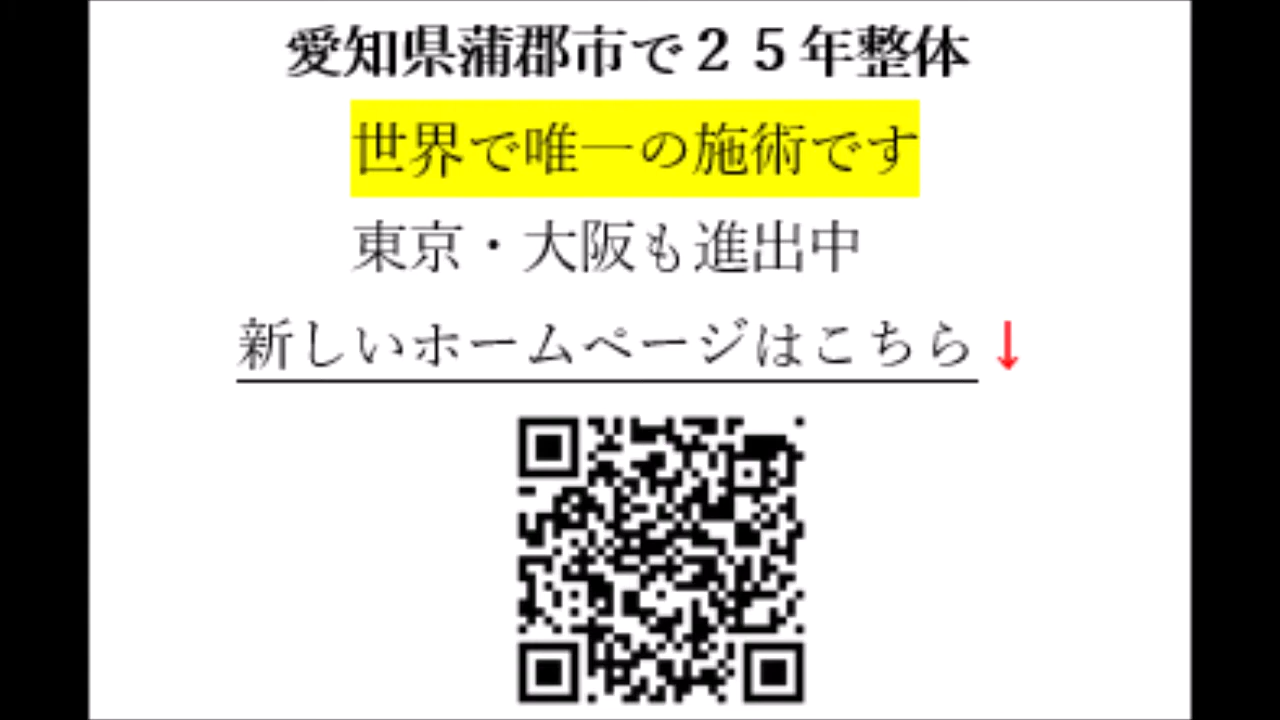 愛知県蒲郡市で２５年整体
世界で唯一の施術です
東京・大阪も進出中
新しいホームページはこちら↓